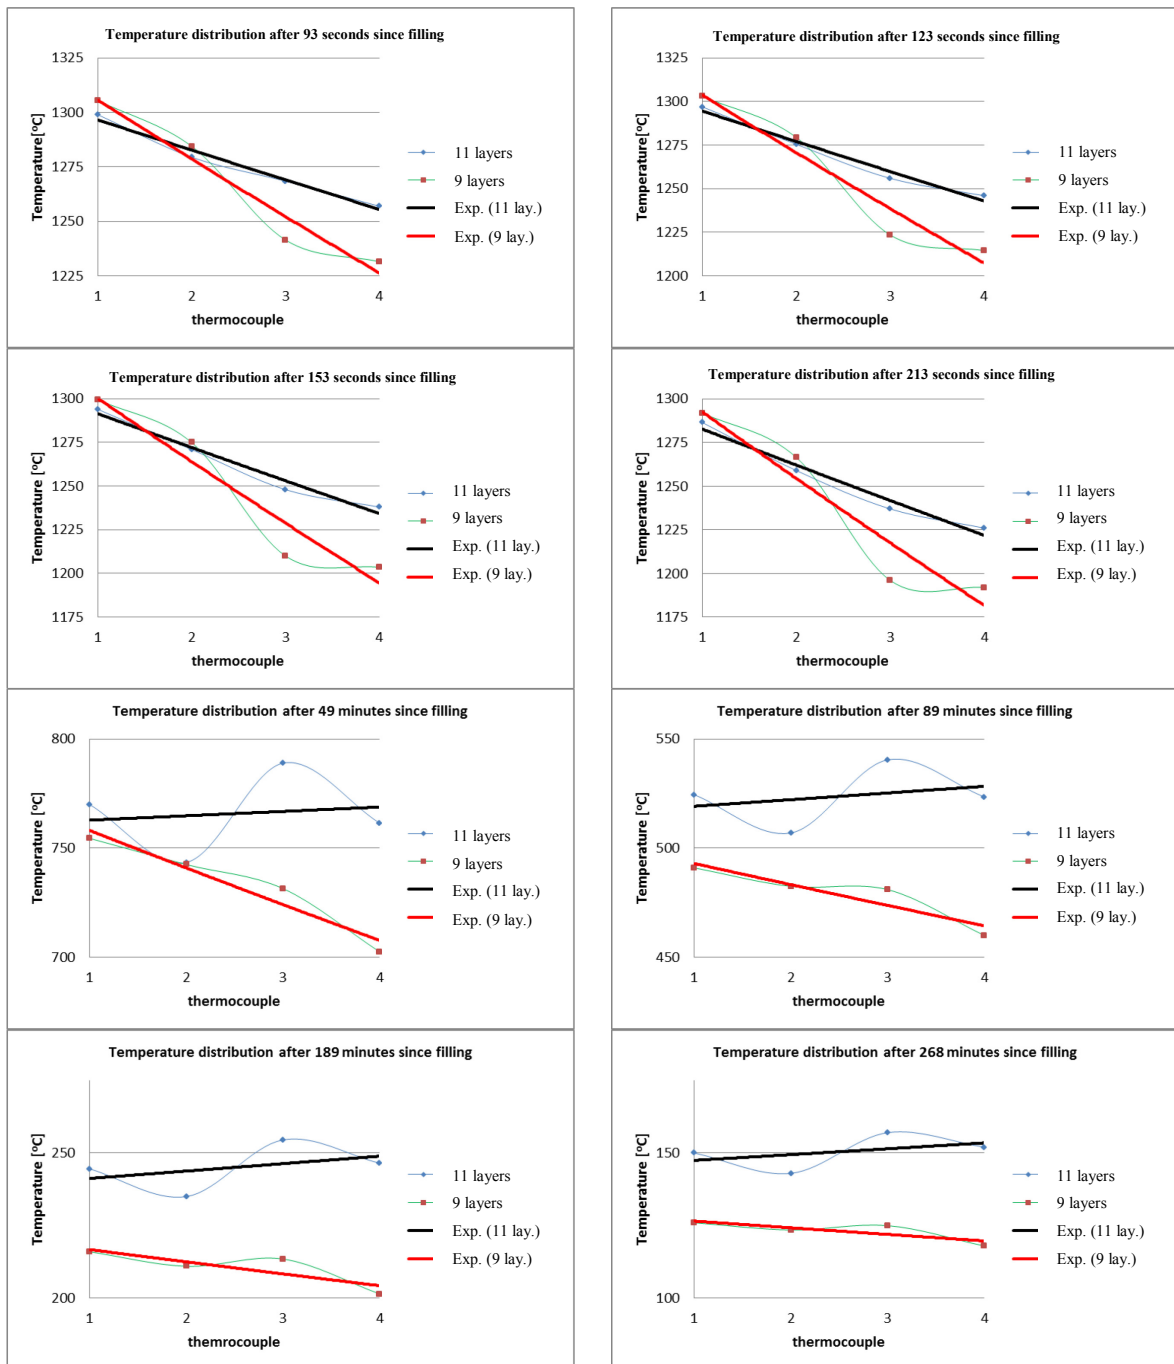 Temperature distribution after 93 seconds since filling
1325
1300
1275
1250
1225
Temperature [ºC]
1
2
3
4
thermocouple
11 layers
9 layers
Exp. (11 lay.)
Exp. (9 lay.)
Temperature distribution after 123 seconds since filling
1325
1300
1275
1250
1225
1200
Temperature[ºC]
1
2
3
4
thermocouple
11 layers
9 layers
Exp. (11 lay.)
Exp. (9 lay.)
Temperature distribution after 153 seconds since filling
1300
1275
1250
1225
1200
1175
Temperature [ºC]
1
2
3
4
thermocouple
11 layers
9 layers
Exp. (11 lay.)
Exp. (9 lay.)
Temperature distribution after 213 seconds since filling
1300
1275
1250
1225
1200
1175
Temperature [ºC]
1
2
3
4
thermocouple
11 layers
9 layers
Exp. (11 lay.)
Exp. (9 lay.)
Temperature distribution after 49 minutes since filling
800
750
700
Temperature [ºC]
1
2
3
4
thermocouple
11 layers
9 layers
Exp. (11 lay.)
Exp. (9 lay.)
Temperature distribution after 89 minutes since filling
550
500
450
Temperature [ºC]
1
2
3
4
thermocouple
11 layers
9 layers
Exp. (11 lay.)
Exp. (9 lay.)
Temperature distribution after 189 minutes since filling
250
200
Temperature [ºC]
1
2
3
4
themrocouple
11 layers
9 layers
Exp. (11 lay.)
Exp. (9 lay.)
Temperature distribution after 268 minutes since filling
150
100
Temperature [ºC]
1
2
3
4
thermocouple
11 layers
9 layers
Exp. (11 lay.)
Exp. (9 lay.)